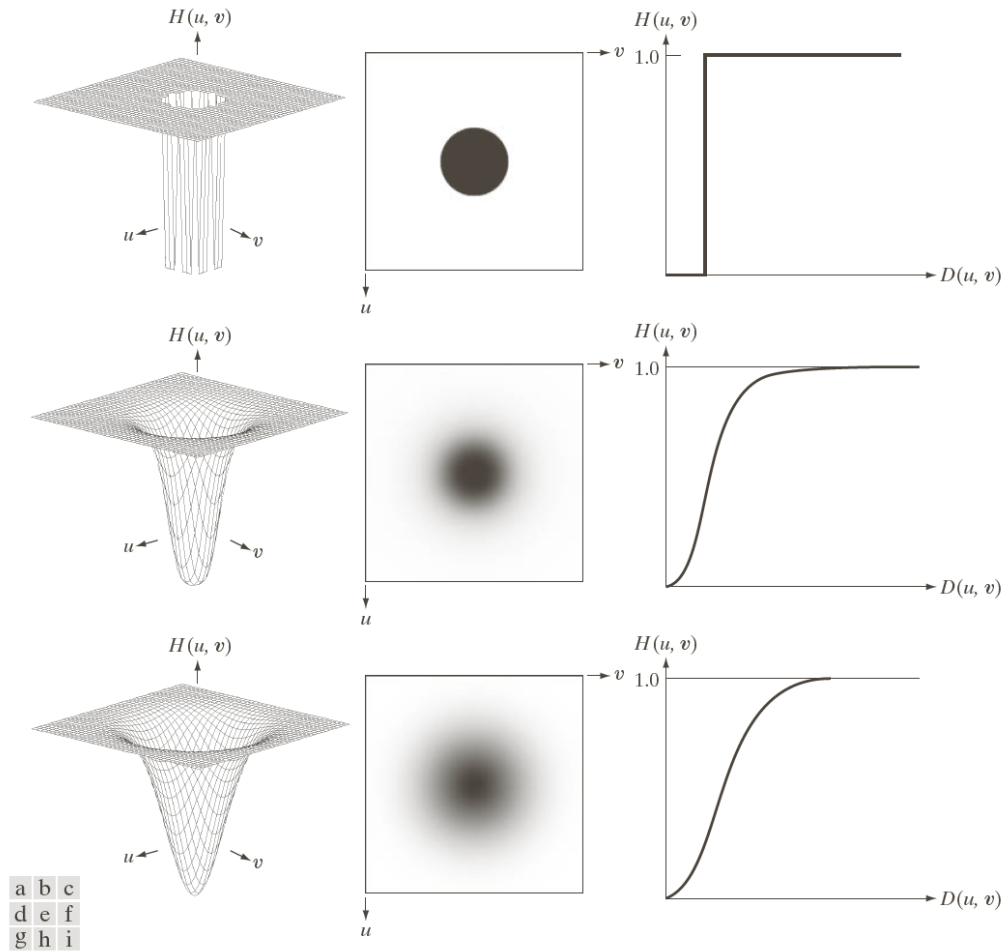 H(u, v)
v
H(u, v)
1.0
u
v
D(u, v)
u
H(u, v)
v
H(u, v)
1.0
u
v
D(u, v)
u
H(u, v)
v
H(u, v)
1.0
u
v
D(u, v)
u
a b c
d e f
g h i